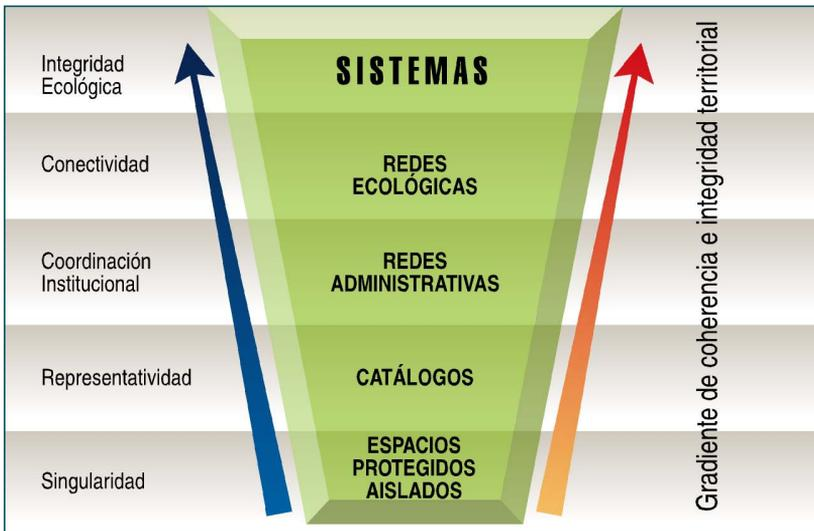 Integridad
Ecológica
SISTEMAS
Conectividad
REDES
ECOLÓGICAS
Coordinación
Institucional
REDES
ADMINISTRATIVAS
Representatividad
CATÁLOGOS
Singularidad
ESPACIOS
PROTEGIDOS
AISLADOS
Gradiente de coherencia e integridad territorial